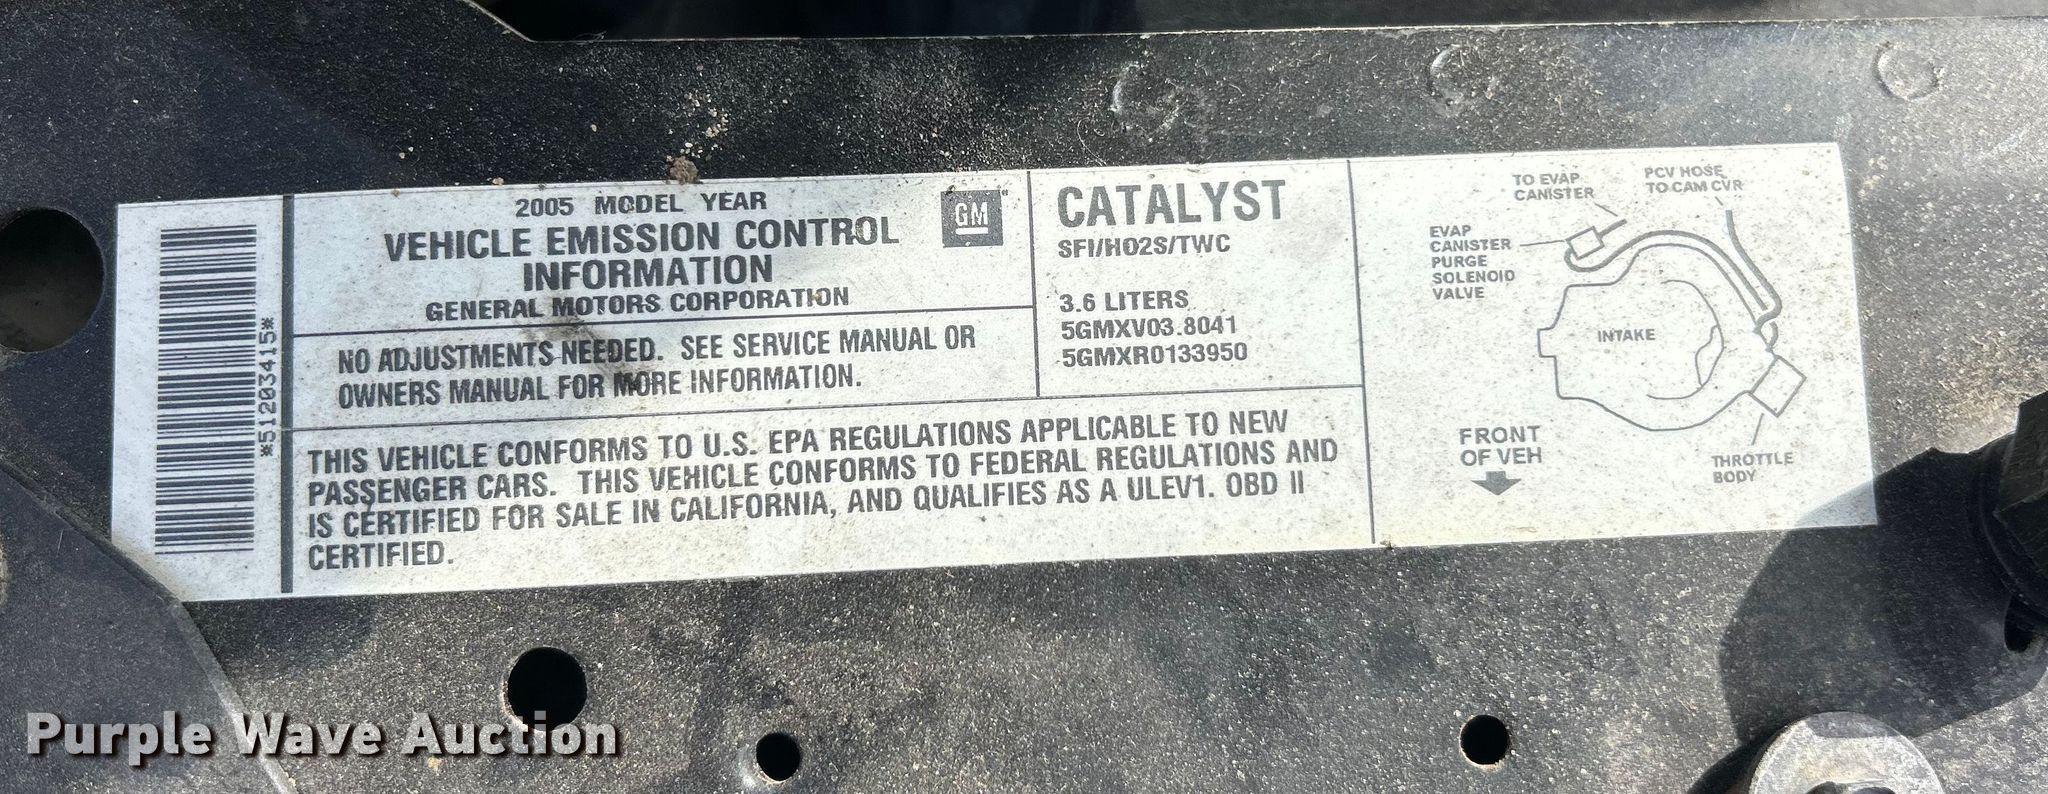 *51203415*
2005 MODEL YEAR
VEHICLE EMISSION CONTROL
INFORMATION
GENERAL MOTORS CORPORATION
GM
NO ADJUSTMENTS NEEDED. SEE SERVICE MANUAL OR
OWNERS MANUAL FOR MORE INFORMATION.
CATALYST
SFI/HO2S/TWC
3.6 LITERS
5GMXV03.8041
5GMXR0133950
THIS VEHICLE CONFORMS TO U.S. EPA REGULATIONS APPLICABLE TO NEW
PASSENGER CARS. THIS VEHICLE CONFORMS TO FEDERAL REGULATIONS AND
IS CERTIFIED FOR SALE IN CALIFORNIA, AND QUALIFIES AS A ULEV1. OBD II
CERTIFIED.
TO EVAP
CANISTER
PCV HOSE
TO CAM CVR
EVAP
CANISTER
PURGE
SOLENOID
VALVE
INTAKE
FRONT
OF VEH
THROTTLE
BODY
Purple Wave Auction